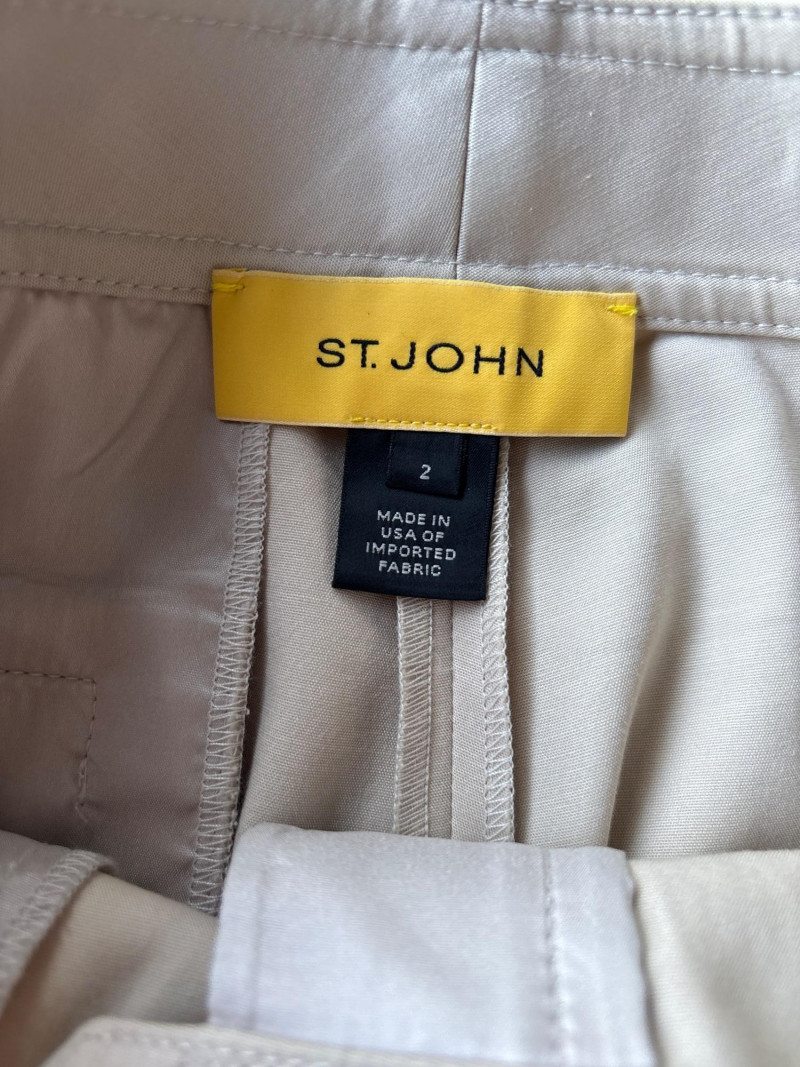 ST. JOHN
2
MADE IN
USA OF
IMPORTED
FABRIC